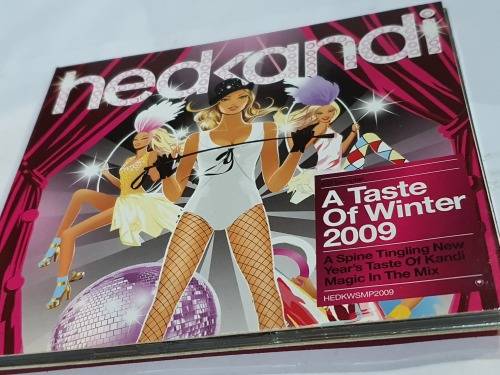 hedkandi
A Taste
Of Winter
2009
A Spine Tingling New
Year's Taste Of Kandi
Magic In The Mix
HEDKWSMP2009